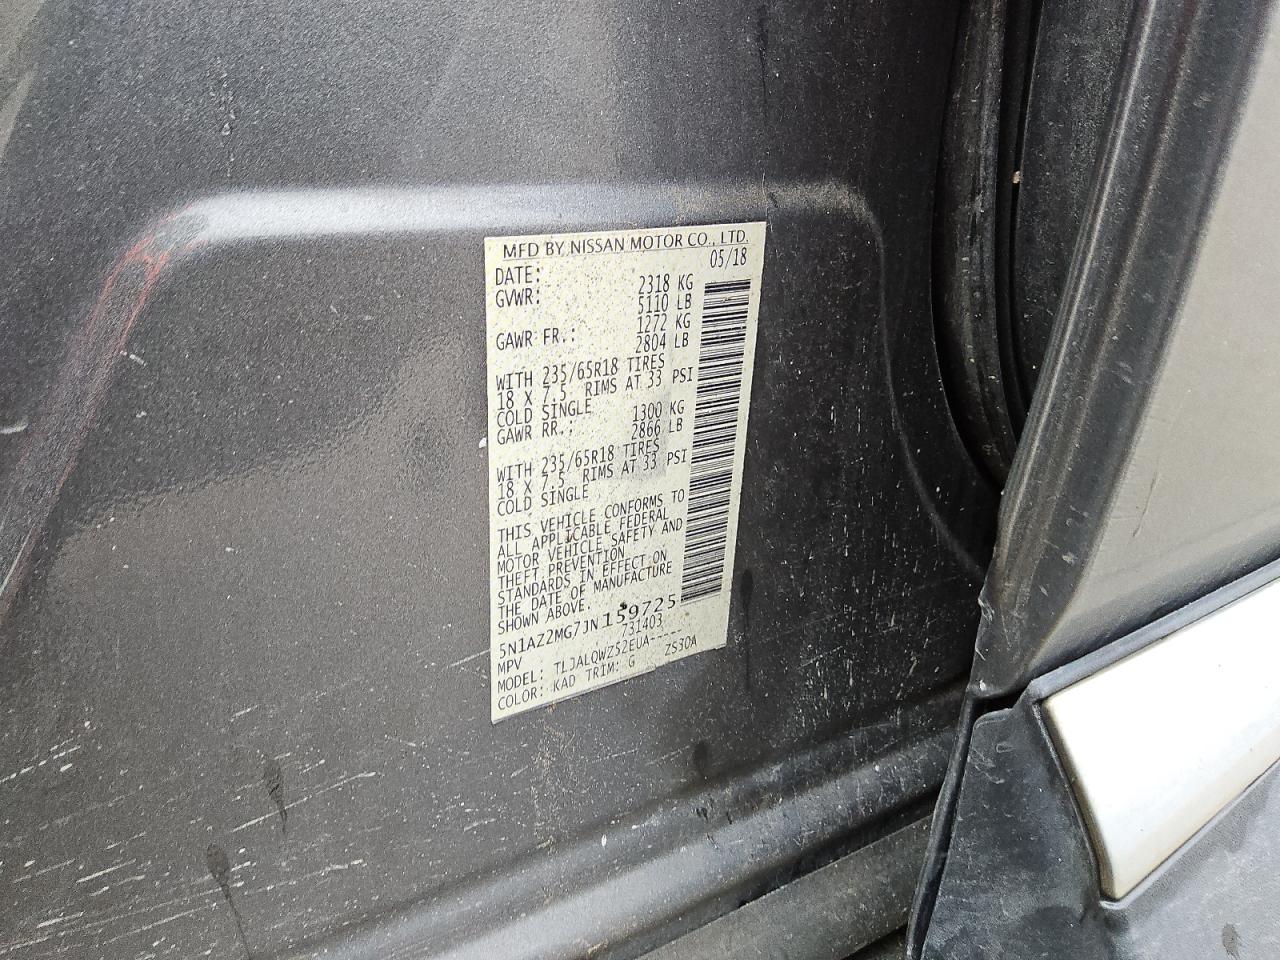 MFD BY NISSAN MOTOR CO., LTD.
DATE: 05/18
GVWR: 2318 KG
5110 LB
GAWR FR.: 1272 KG
2804 LB
WITH 235/65R18 TIRES
18 X 7.5 RIMS AT 33 PSI
COLD SINGLE
GAWR RR.: 1300 KG
2866 LB
WITH 235/65R18 TIRES
18 X 7.5 RIMS AT 33 PSI
COLD SINGLE
THIS VEHICLE CONFORMS TO
ALL APPLICABLE FEDERAL
MOTOR VEHICLE SAFETY AND
THEFT PREVENTION
STANDARDS IN EFFECT ON
THE DATE OF MANUFACTURE
SHOWN ABOVE.
5N1AZ2MG7JN159725
MPV 731403
MODEL: TLJALQWZ52EUA-----
COLOR: KAD TRIM: G ZS30A